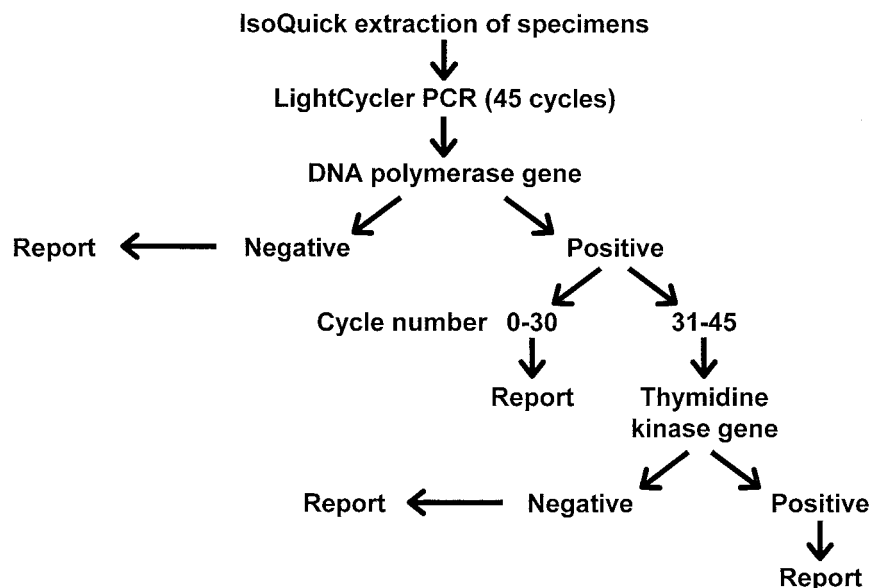 IsoQuick extraction of specimens
LightCycler PCR (45 cycles)
DNA polymerase gene
Report
Negative
Positive
Cycle number 0-30
31-45
Report
Thymidine
kinase gene
Report
Negative
Positive
Report